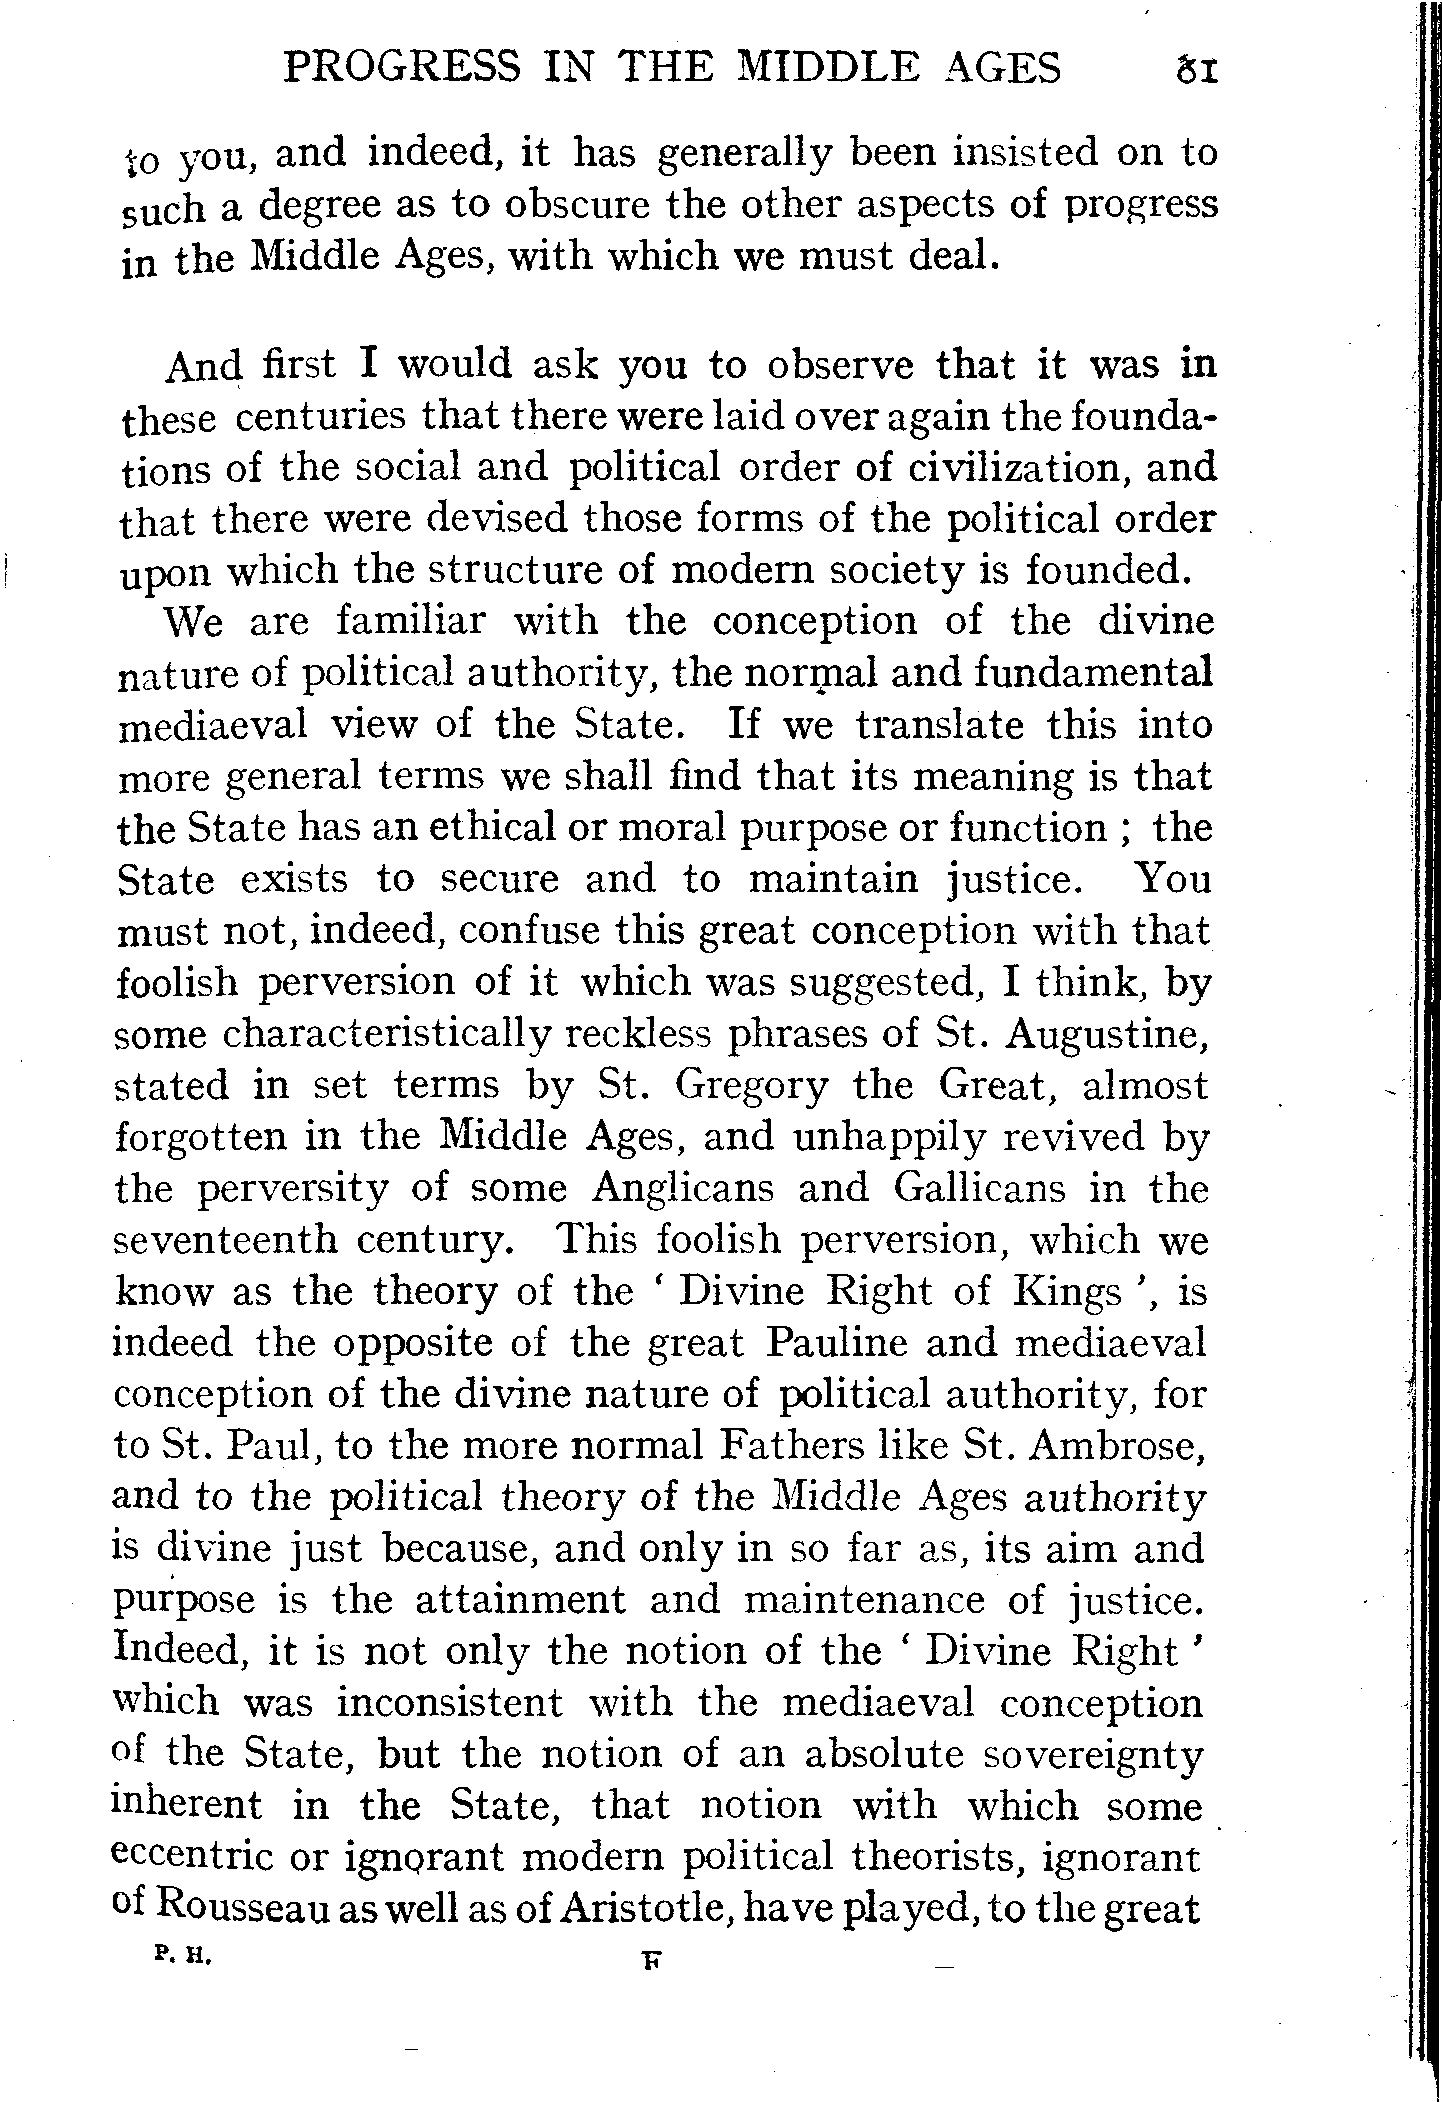 PROGRESS IN THE MIDDLE AGES 81
to you, and indeed, it has generally been insisted on to
such a degree as to obscure the other aspects of progress
in the Middle Ages, with which we must deal.
And first I would ask you to observe that it was in
these centuries that there were laid over again the founda-
tions of the social and political order of civilization, and
that there were devised those forms of the political order
upon which the structure of modern society is founded.
We are familiar with the conception of the divine
nature of political authority, the normal and fundamental
mediaeval view of the State. If we translate this into
more general terms we shall find that its meaning is that
the State has an ethical or moral purpose or function ; the
State exists to secure and to maintain justice. You
must not, indeed, confuse this great conception with that
foolish perversion of it which was suggested, I think, by
some characteristically reckless phrases of St. Augustine,
stated in set terms by St. Gregory the Great, almost
forgotten in the Middle Ages, and unhappily revived by
the perversity of some Anglicans and Gallicans in the
seventeenth century. This foolish perversion, which we
know as the theory of the ‘ Divine Right of Kings ’, is
indeed the opposite of the great Pauline and mediaeval
conception of the divine nature of political authority, for
to St. Paul, to the more normal Fathers like St. Ambrose,
and to the political theory of the Middle Ages authority
is divine just because, and only in so far as, its aim and
purpose is the attainment and maintenance of justice.
Indeed, it is not only the notion of the ‘ Divine Right ’
which was inconsistent with the mediaeval conception
of the State, but the notion of an absolute sovereignty
inherent in the State, that notion with which some
eccentric or ignorant modern political theorists, ignorant
of Rousseau as well as of Aristotle, have played, to the great
P. H. F